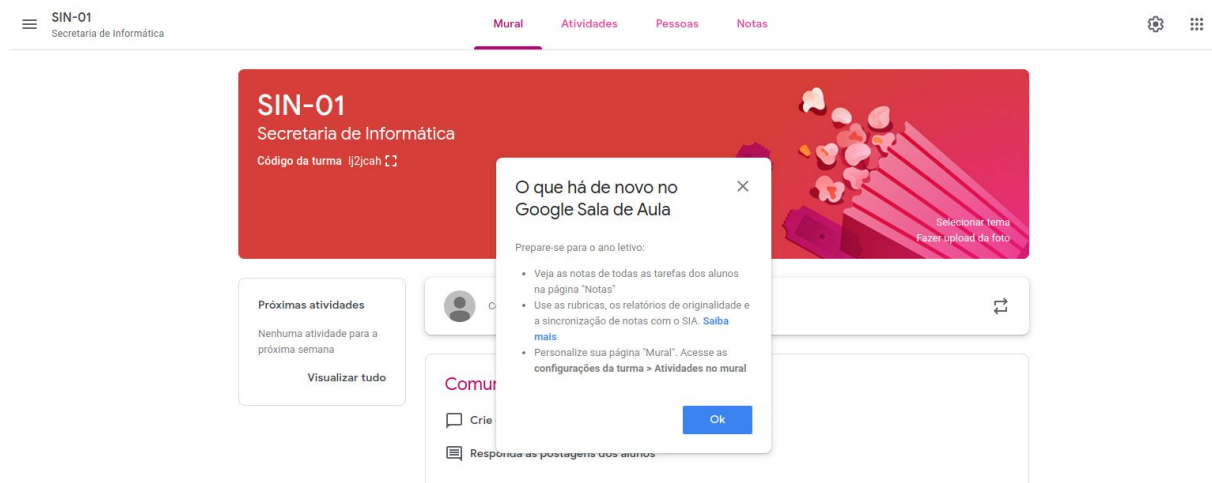 SIN-01
Secretaria de Informática
Mural
Atividades
Pessoas
Notas
SIN-01
Secretaria de Informática
Código da turma lj2jcah
Selecionar tema
Fazer upload da foto
O que há de novo no
Google Sala de Aula
Prepare-se para o ano letivo:
Veja as notas de todas as tarefas dos alunos
na página "Notas"
Use as rubricas, os relatórios de originalidade e
a sincronização de notas com o SIA. Saiba
mais
Personalize sua página "Mural". Acesse as
configurações da turma > Atividades no mural
Ok
Próximas atividades
Nenhuma atividade para a
próxima semana
Visualizar tudo
Comu
Crie
Responda às postagens dos alunos